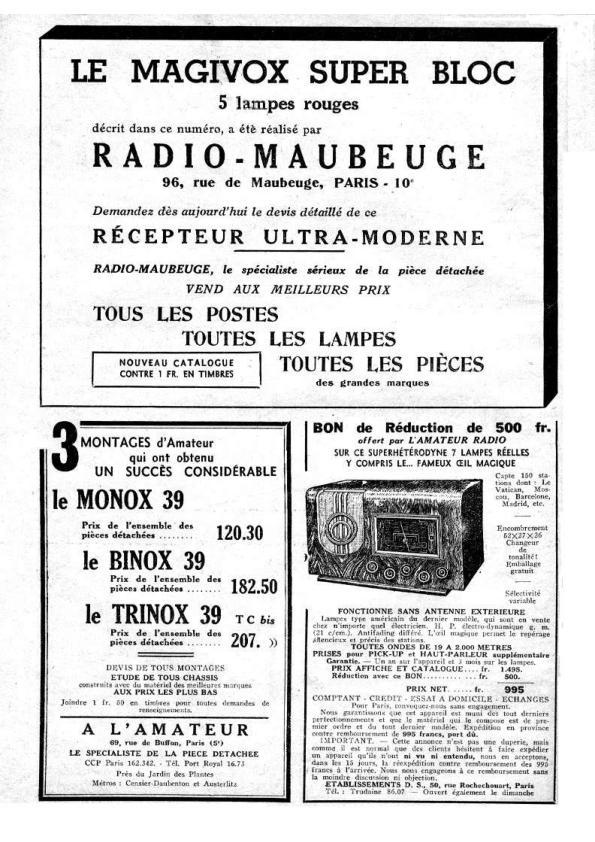 LE MAGIVOX SUPER BLOC
5 lampes rouges
décrit dans ce numéro, a étè réalisé par
RADIO-MAUBEUGE
96, rue de Maubeuge, PARIS - 10e
Demandez dès aujourd'hui le devis détaillé de ce
RÉCEPTEUR ULTRA-MODERNE
RADIO-MAUBEUGE, le spécialiste sérieux de la pièce détachée
VEND AUX MEILLEURS PRIX
TOUS LES POSTES
TOUTES LES LAMPES
NOUVEAU CATALOGUE
CONTRE 1 FR. EN TIMBRES
TOUTES LES PIÈCES
des grandes marques
3 MONTAGES d'Amateur
qui ont obtenu
UN SUCCÈS CONSIDÉRABLE
le MONOX 39
Prix de l'ensemble des
pièces détachées ........ 120.30
le BINOX 39
Prix de l'ensemble des
pièces détachées ........ 182.50
le TRINOX 39 TC bis
Prix de l'ensemble des
pièces détachées ........ 207. »
DEVIS DE TOUS MONTAGES
ETUDE DE TOUS CHASSIS
construits avec du matériel des meilleures marques
AUX PRIX LES PLUS BAS
Joindre 1 fr. 50 en timbres pour toutes demandes de
renseignements.
A L'AMATEUR
69, rue de Buffon, Paris (5e)
LE SPECIALISTE DE LA PIECE DETACHEE
CCP Paris 162.342. - Tél. Port Royal 16.73
Près du Jardin des Plantes
Métros : Censier-Daubenton et Austerlitz
BON de Réduction de 500 fr.
offert par L'AMATEUR RADIO
SUR CE SUPERHÉTÉRODYNE 7 LAMPES RÉELLES
Y COMPRIS LE... FAMEUX ŒIL MAGIQUE
Capte 150 sta-
tions dont : Le
Vatican, Mos-
cou, Barcelone,
Madrid, etc.
Encombrement
52×27×26
Changeur
de
tonalité!
Emballage
gratuit
Sélectivité
variable
FONCTIONNE SANS ANTENNE EXTERIEURE
Lampes type américain du dernier modèle, qui sont en vente
chez n'importe quel électricien. H. P. électro-dynamique g. m.
(21 c/cm.). Antifading différé. L'œil magique permet le repérage
silencieux et précis des stations.
TOUTES ONDES DE 19 A 2.000 METRES
PRISES pour PICK-UP et HAUT-PARLEUR supplémentaire
Garantie. — Un an sur l'appareil et 3 mois sur les lampes.
PRIX AFFICHE ET CATALOGUE.... fr. 1.495.
Réduction avec ce BON............ fr. 500.
PRIX NET...... fr. 995
COMPTANT - CREDIT - ESSAI A DOMICILE - ECHANGES
Pour Paris, convoquez-nous sans engagement.
Nous garantissons que cet appareil est muni des tout derniers
perfectionnements et que le matériel qui le compose est de pre-
mier ordre et du tout dernier modèle. Expédition en province
contre remboursement de 995 francs, port dû.
IMPORTANT. — Cette annonce n'est pas une duperie, mais
comme il est normal que des clients hésitent à faire expédier
un appareil qu'ils n'ont ni vu ni entendu, nous en acceptons,
dans les 15 jours, la réexpédition contre remboursement des 995
francs à l'arrivée. Nous nous engageons à ce remboursement sans
la moindre discussion ni objection.
ETABLISSEMENTS D. S., 50, rue Rochechouart, Paris
Tél. : Trudaine 86.07 — Ouvert également le dimanche